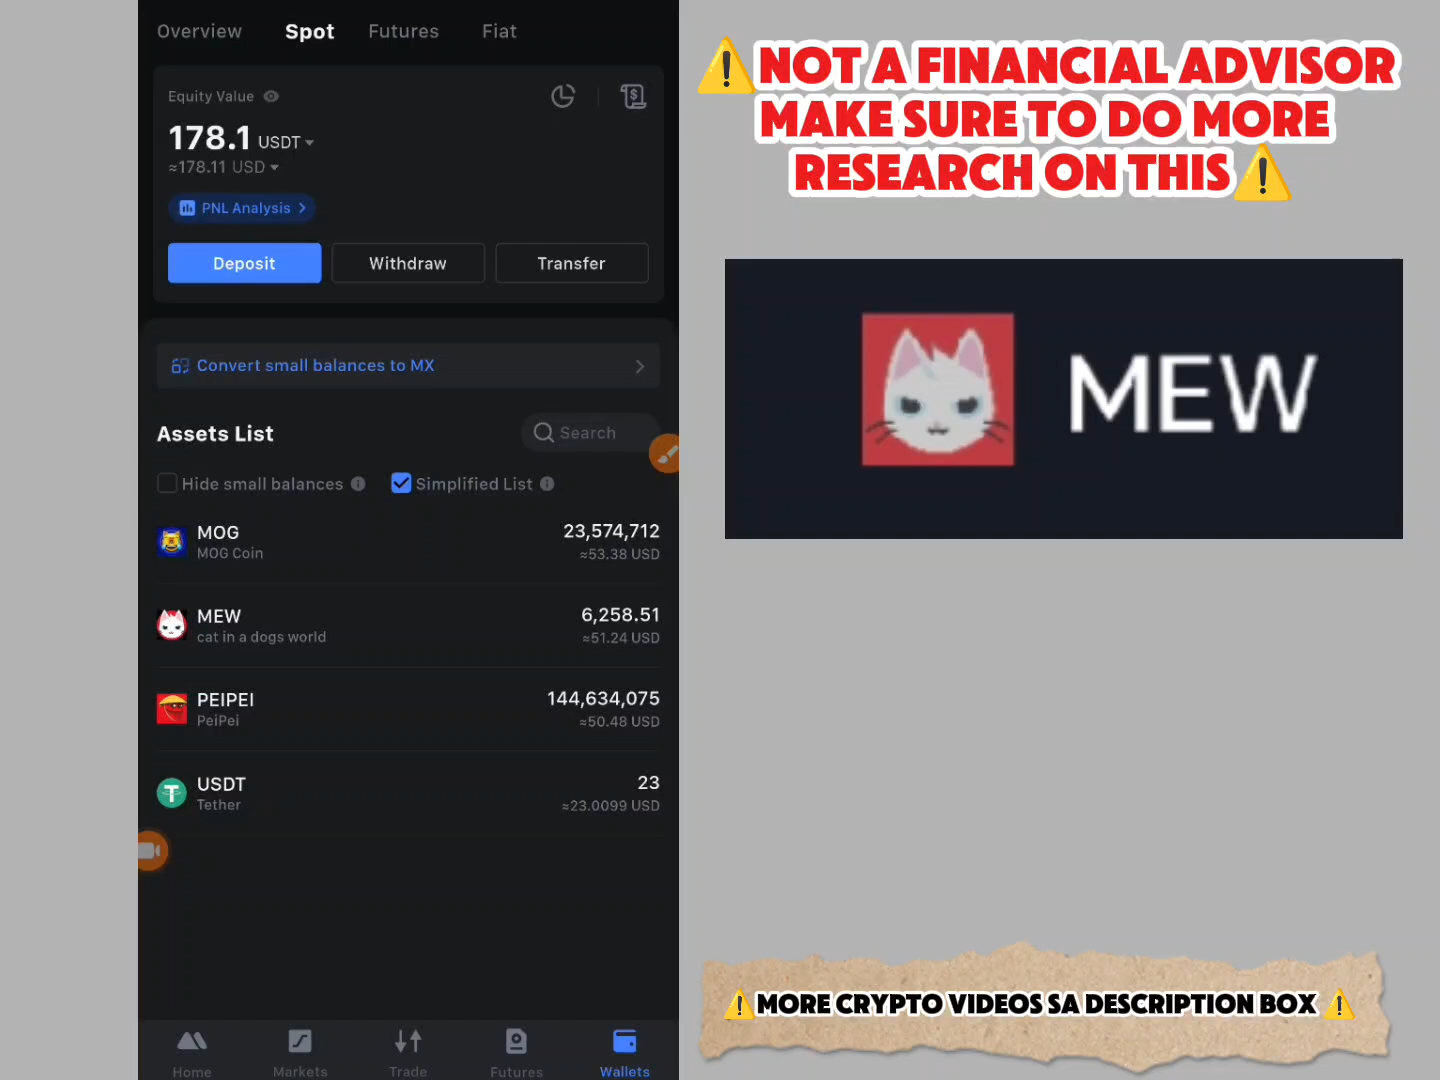 Overview Spot Futures Fiat
Equity Value
178.1 USDT
≈178.11 USD
PNL Analysis
Deposit Withdraw Transfer
Convert small balances to MX
Assets List
Search
Hide small balances Simplified List
MOG 23,574,712
MOG Coin ≈53.38 USD
MEW 6,258.51
cat in a dogs world ≈51.24 USD
PEIPEI 144,634,075
PeiPei ≈50.48 USD
USDT 23
Tether ≈23.0099 USD
Home Markets Trade Futures Wallets
⚠️NOT A FINANCIAL ADVISOR
MAKE SURE TO DO MORE
RESEARCH ON THIS⚠️
MEW
⚠️MORE CRYPTO VIDEOS SA DESCRIPTION BOX ⚠️